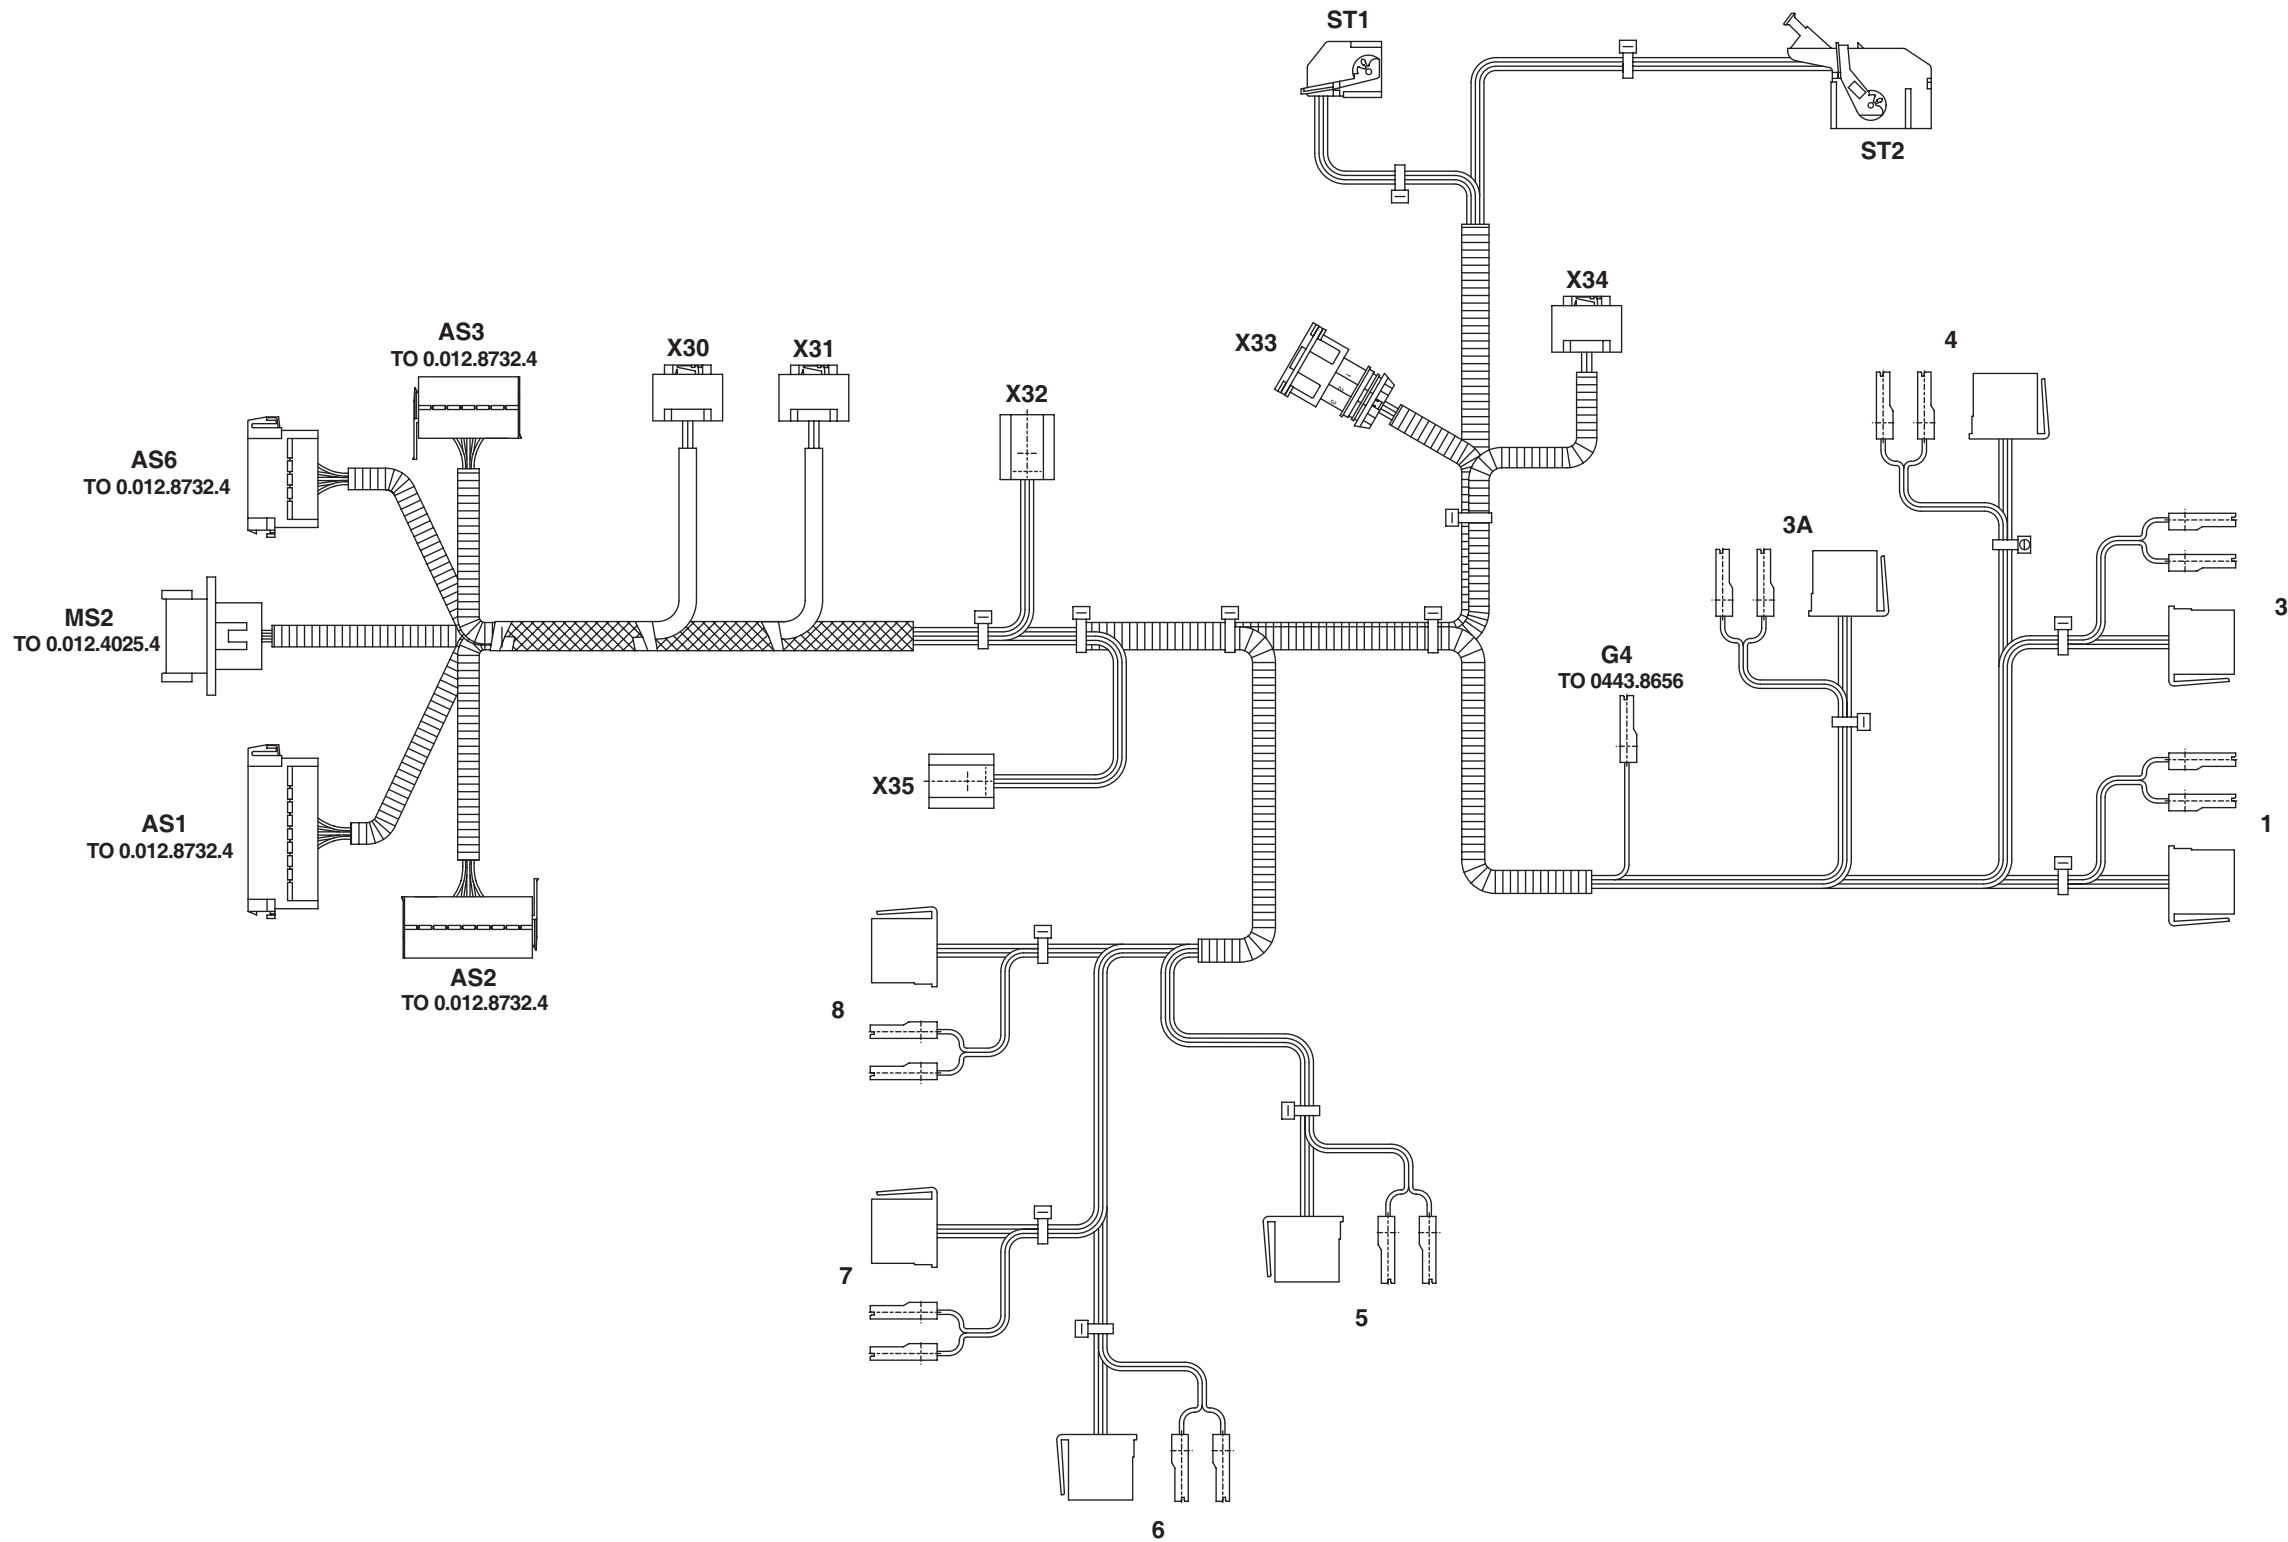 ST1
ST2
X34
AS3
TO 0.012.8732.4
X30
X31
X33
4
X32
AS6
TO 0.012.8732.4
3A
MS2
TO 0.012.4025.4
3
G4
TO 0443.8656
X35
AS1
TO 0.012.8732.4
1
AS2
TO 0.012.8732.4
8
7
5
6